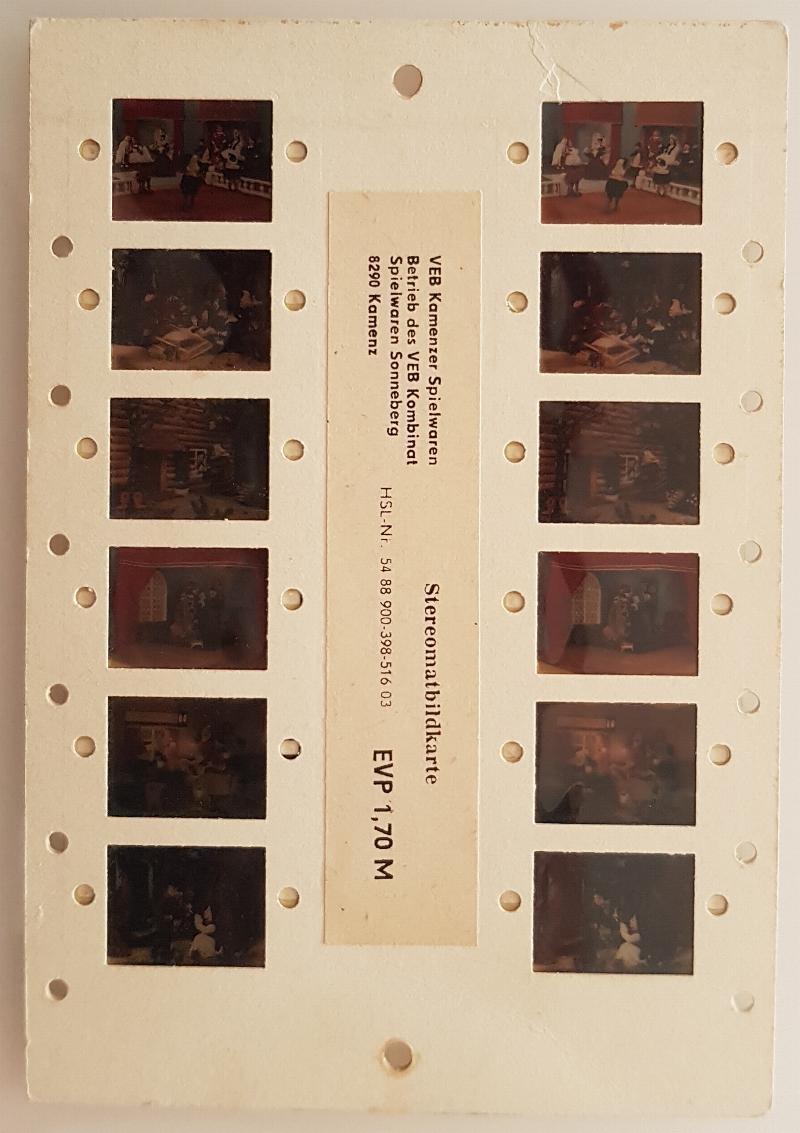 VEB Kamenzer Spielwaren
Betrieb des VEB Kombinat
Spielwaren Sonneberg
8290 Kamenz
Stereomatbildkarte
HSL-Nr. 54 88 900-398-516 03
EVP 1,70 M